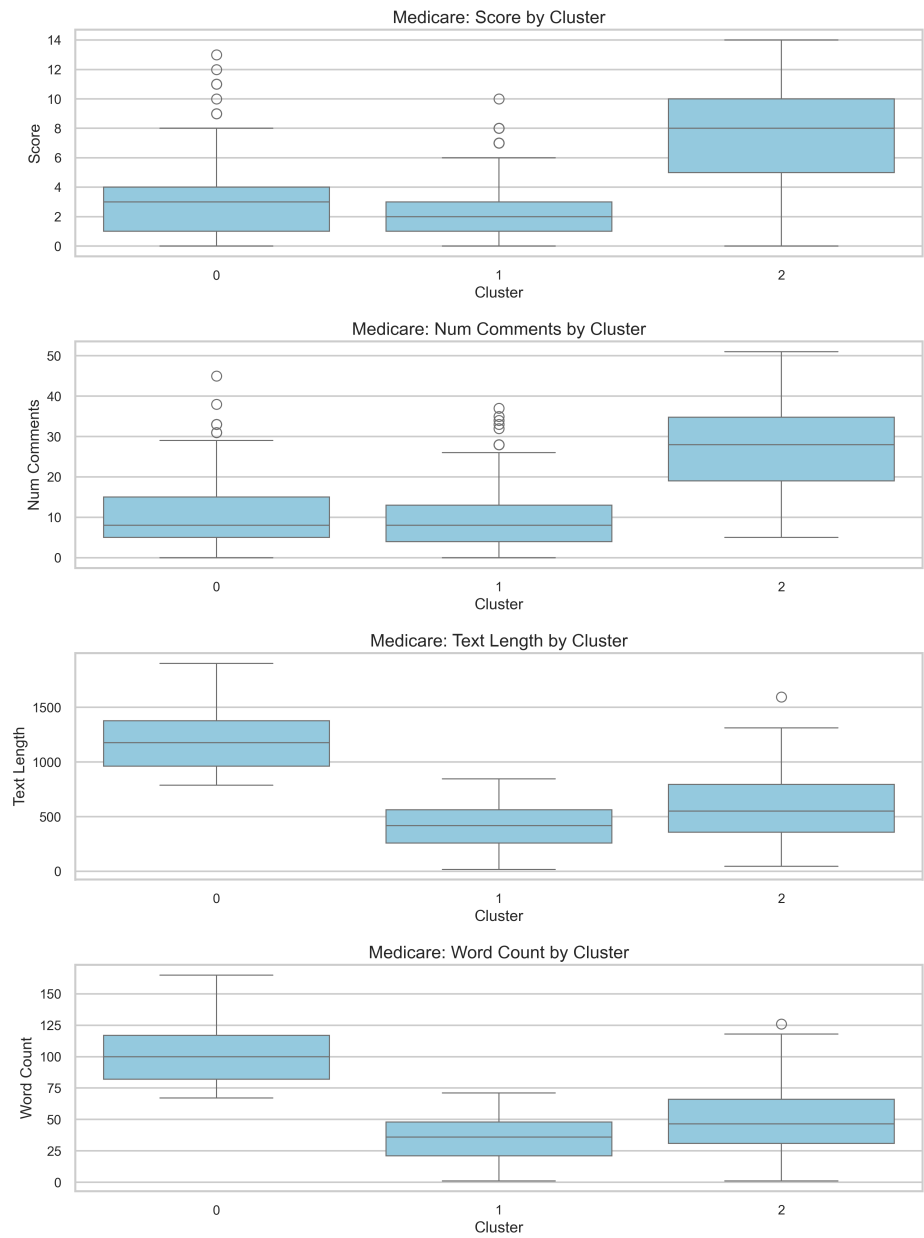 Medicare: Score by Cluster
14
12
10
8
6
4
2
0
Score
0 1 2
Cluster
Medicare: Num Comments by Cluster
50
40
30
20
10
0
Num Comments
0 1 2
Cluster
Medicare: Text Length by Cluster
1500
1000
500
0
Text Length
0 1 2
Cluster
Medicare: Word Count by Cluster
150
125
100
75
50
25
0
Word Count
0 1 2
Cluster